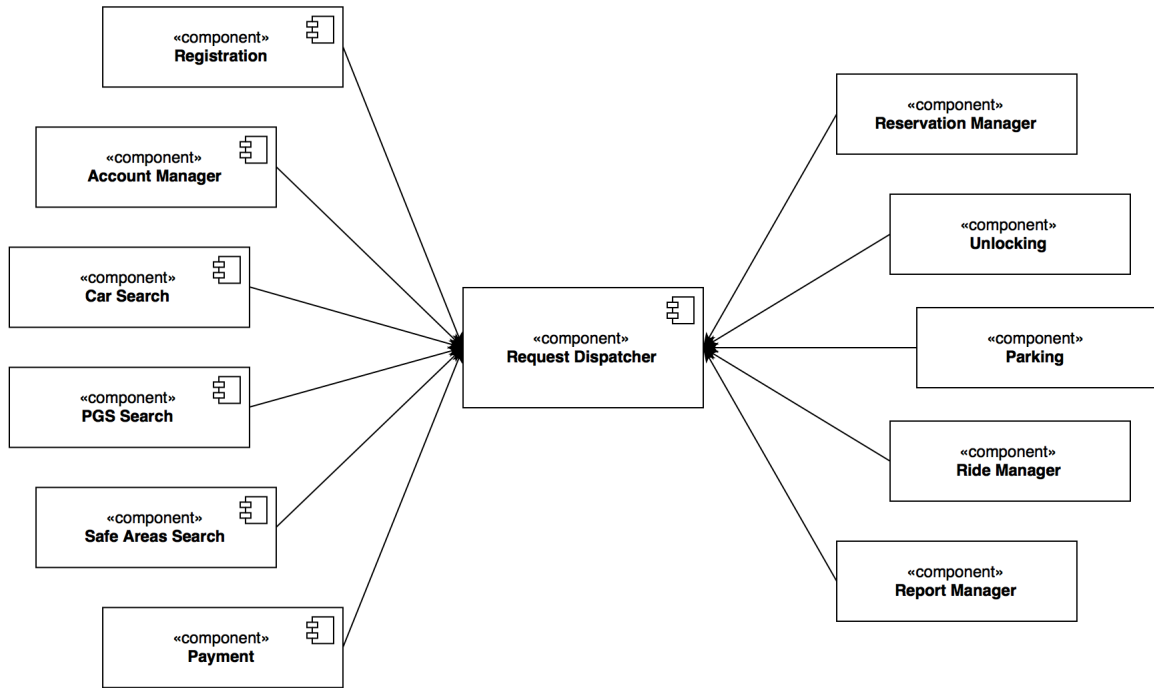 «component»
Registration
«component»
Account Manager
«component»
Car Search
«component»
PGS Search
«component»
Safe Areas Search
«component»
Payment
«component»
Request Dispatcher
«component»
Reservation Manager
«component»
Unlocking
«component»
Parking
«component»
Ride Manager
«component»
Report Manager